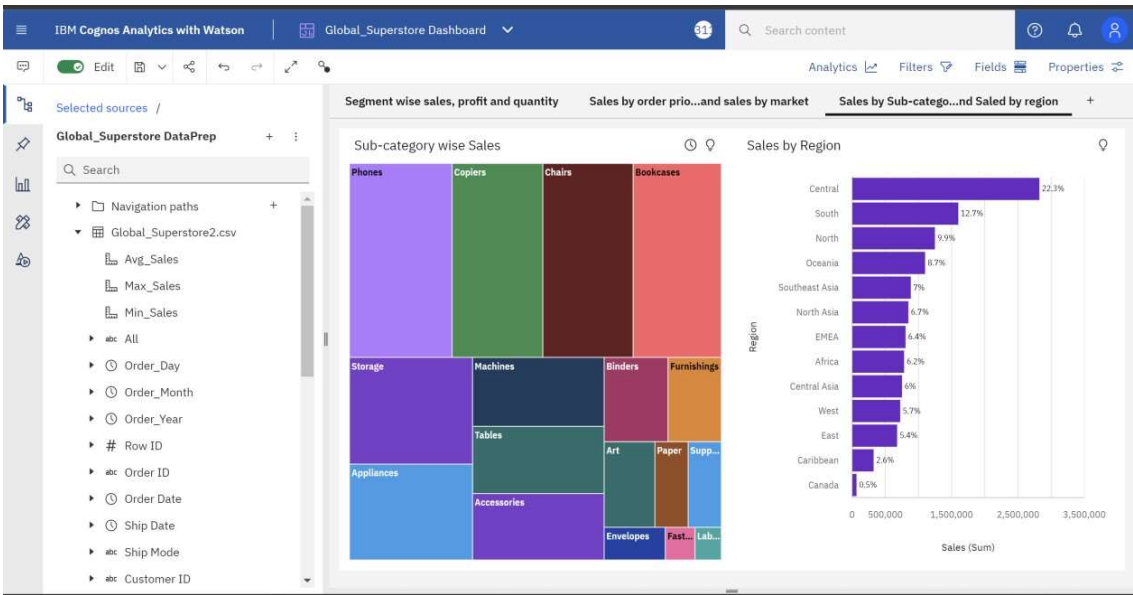 IBM Cognos Analytics with Watson
Global_Superstore Dashboard
Search content
Edit
Analytics
Filters
Fields
Properties
Selected sources /
Global_Superstore DataPrep
Search
Navigation paths
Global_Superstore2.csv
Avg_Sales
Max_Sales
Min_Sales
abc All
Order_Day
Order_Month
Order_Year
# Row ID
abc Order ID
Order Date
Ship Date
abc Ship Mode
abc Customer ID
Segment wise sales, profit and quantity
Sales by order prio...and sales by market
Sales by Sub-catego...nd Saled by region
Sub-category wise Sales
Phones
Copiers
Chairs
Bookcases
Storage
Machines
Binders
Furnishings
Tables
Art
Paper
Supp...
Appliances
Accessories
Envelopes
Fast...
Lab...
Sales by Region
Region
Central 22.3%
South 12.7%
North 9.9%
Oceania 8.7%
Southeast Asia 7%
North Asia 6.7%
EMEA 6.4%
Africa 6.2%
Central Asia 6%
West 5.7%
East 5.4%
Caribbean 2.6%
Canada 0.5%
0 500,000 1,500,000 2,500,000 3,500,000
Sales (Sum)